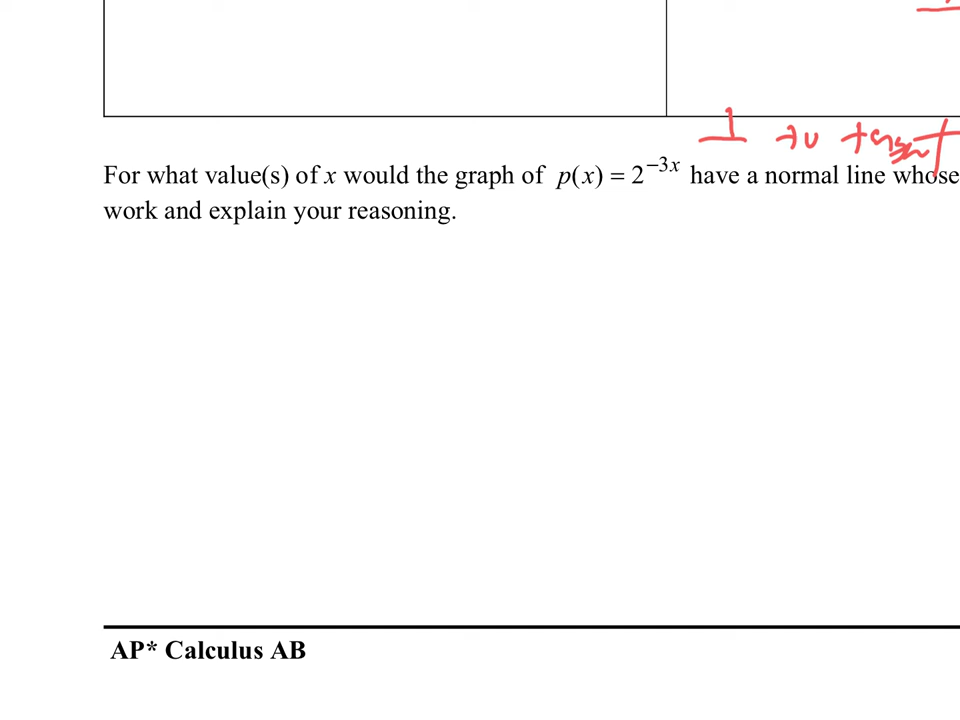 ⊥ to tangent
For what value(s) of x would the graph of p(x) = 2^{-3x} have a normal line whose
work and explain your reasoning.
AP* Calculus AB